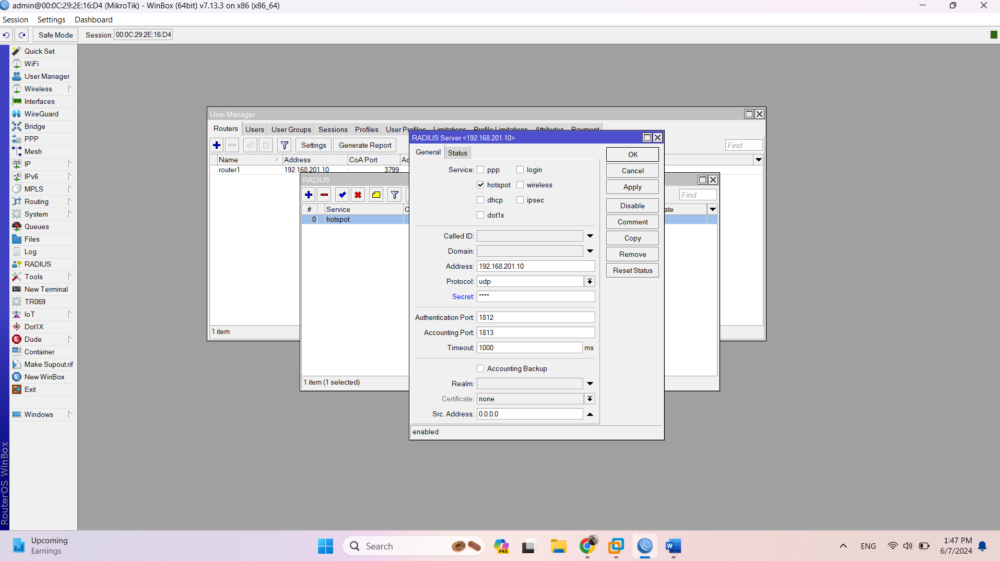 admin@00:0C:29:2E:16:D4 (MikroTik) - WinBox (64bit) v7.13.3 on x86 (x86_64)
Session Settings Dashboard
Safe Mode Session: 00:0C:29:2E:16:D4
Quick Set
WiFi
User Manager
Wireless
Interfaces
WireGuard
Bridge
PPP
Mesh
IP
IPv6
MPLS
Routing
System
Queues
Files
Log
RADIUS
Tools
New Terminal
TR069
IoT
Dot1X
Dude
Container
Make Supout.rif
New WinBox
Exit
Windows
RouterOS WinBox
User Manager
Routers Users User Groups Sessions Profiles User Profiles Limitations Profile Limitations Attributes Payment
Settings Generate Report Find
Name Address CoA Port
router1 192.168.201.10 3799
1 item
RADIUS
Find
# Service
0 hotspot
1 item (1 selected)
RADIUS Server <192.168.201.10>
General Status
Service: ppp login
hotspot wireless
dhcp ipsec
dot1x
Called ID:
Domain:
Address: 192.168.201.10
Protocol: udp
Secret: ****
Authentication Port: 1812
Accounting Port: 1813
Timeout: 1000 ms
Accounting Backup
Realm:
Certificate: none
Src. Address: 0.0.0.0
enabled
OK
Cancel
Apply
Disable
Comment
Copy
Remove
Reset Status
Upcoming
Earnings
Search
PRE
ENG
1:47 PM
6/7/2024